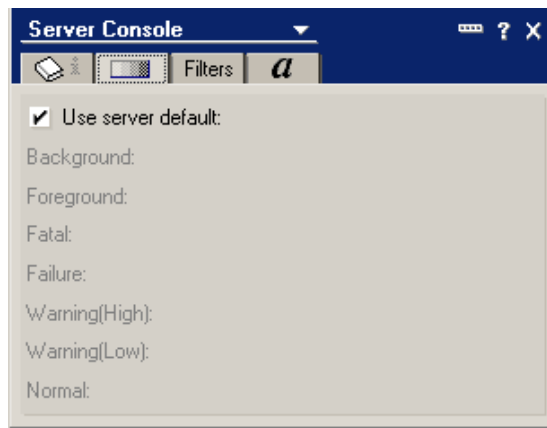 Server Console
?
Filters
a
Use server default:
Background:
Foreground:
Fatal:
Failure:
Warning(High):
Warning(Low):
Normal: